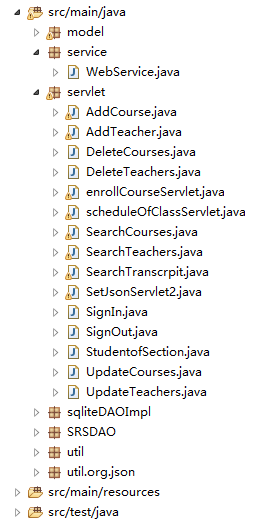 src/main/java
model
service
WebService.java
servlet
AddCourse.java
AddTeacher.java
DeleteCourses.java
DeleteTeachers.java
enrollCourseServlet.java
scheduleOfClassServlet.java
SearchCourses.java
SearchTeachers.java
SearchTranscrpit.java
SetJsonServlet2.java
SignIn.java
SignOut.java
StudentofSection.java
UpdateCourses.java
UpdateTeachers.java
sqliteDAOImpl
SRSDAO
util
util.org.json
src/main/resources
src/test/java